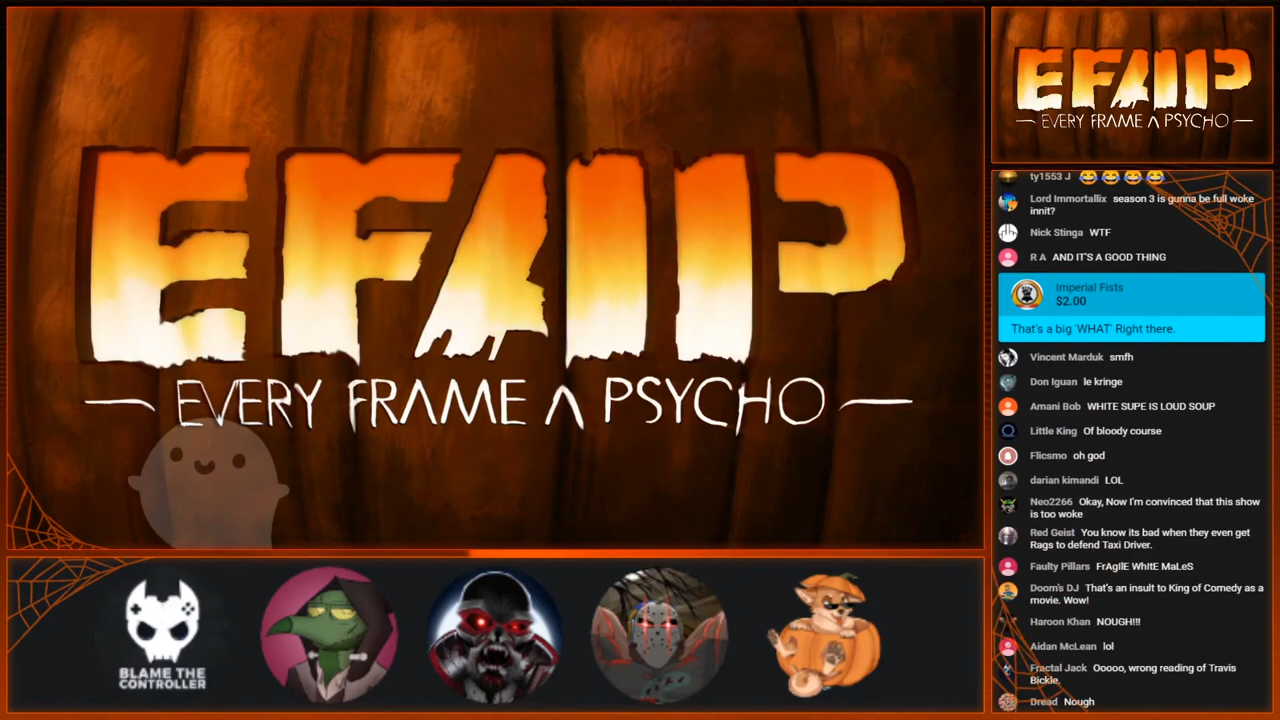 EFAIIP
— EVERY FRAME A PSYCHO —
BLAME THE
CONTROLLER
EFAIIP
— EVERY FRAME A PSYCHO —
ty1553 J 😂😂😂😂
Lord Immortallix season 3 is gunna be full woke
innit?
Nick Stinga WTF
R A AND IT'S A GOOD THING
Imperial Fists
$2.00
That's a big 'WHAT' Right there.
Vincent Marduk smfh
Don Iguan le kringe
Amani Bob WHITE SUPE IS LOUD SOUP
Little King Of bloody course
Flicsmo oh god
darian kimandi LOL
Neo2266 Okay, Now I'm convinced that this show
is too woke
Red Geist You know its bad when they even get
Rags to defend Taxi Driver.
Faulty Pillars FrAgIlE WhItE MaLeS
Doom's DJ That's an insult to King of Comedy as a
movie. Wow!
Haroon Khan NOUGH!!!
Aidan McLean lol
Fractal Jack Ooooo, wrong reading of Travis
Bickle.
Dread Nough